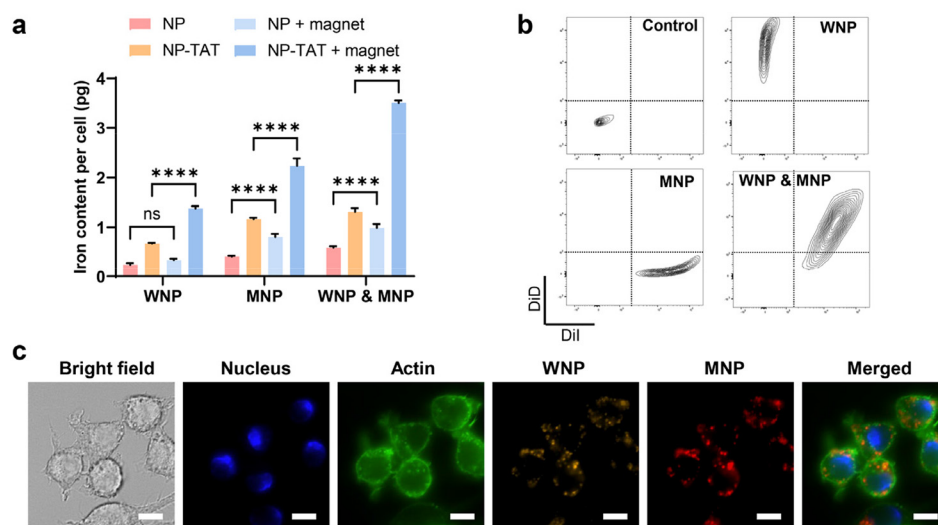 a
NP
NP + magnet
NP-TAT
NP-TAT + magnet
Iron content per cell (pg)
4
3
2
1
0
ns
****
****
****
****
****
WNP
MNP
WNP & MNP
b
Control
WNP
MNP
WNP & MNP
DiD
DiI
c
Bright field
Nucleus
Actin
WNP
MNP
Merged